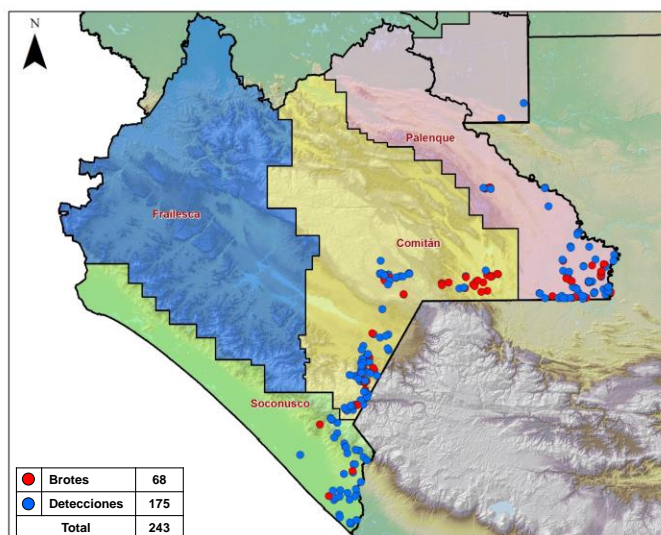 N
Palenque
Frailesca
Comitán
Soconusco
Brotes 68
Detecciones 175
Total 243